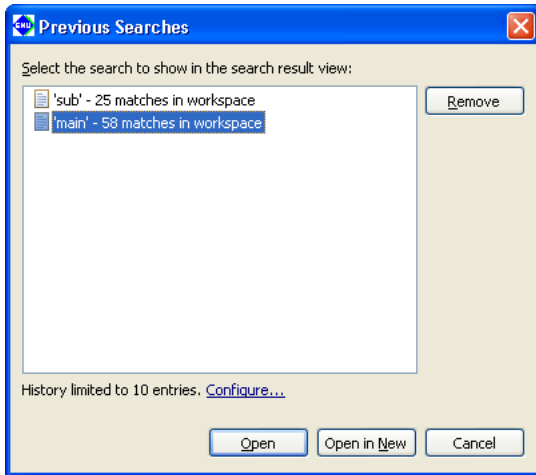 GNU Previous Searches
Select the search to show in the search result view:
'sub' - 25 matches in workspace
Remove
'main' - 58 matches in workspace
History limited to 10 entries. Configure...
Open Open in New Cancel